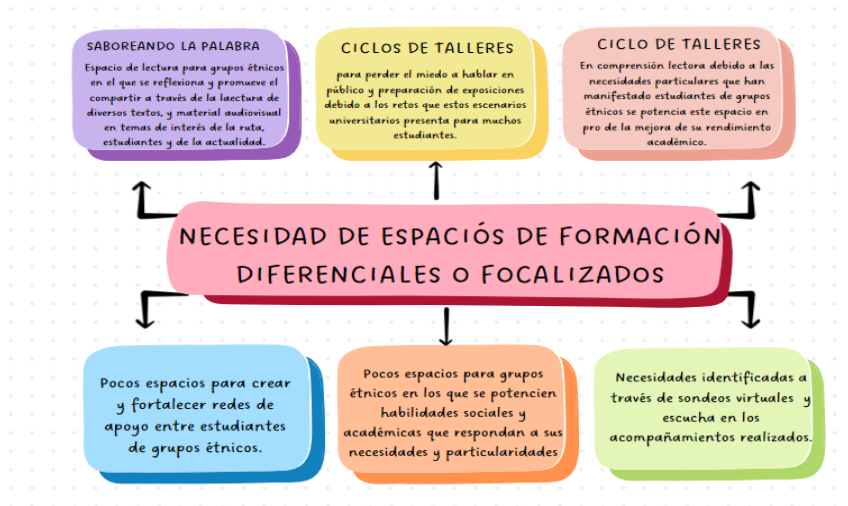 SABOREANDO LA PALABRA
Espacio de lectura para grupos étnicos
en el que se reflexiona y promueve el
compartir a través de la laectura de
diversos textos, y material audiovisual
en temas de interés de la ruta,
estudiantes y de la actualidad.
CICLOS DE TALLERES
para perder el miedo a hablar en
público y preparación de exposiciones
debido a los retos que estos escenarios
universitarios presenta para muchos
estudiantes.
CICLO DE TALLERES
En comprensión lectora debido a las
necesidades particulares que han
manifestado estudiantes de grupos
étnicos se potencia este espacio en
pro de la mejora de su rendimiento
académico.
NECESIDAD DE ESPACIÓS DE FORMACIÓN
DIFERENCIALES O FOCALIZADOS
Pocos espacios para crear
y fortalecer redes de
apoyo entre estudiantes
de grupos étnicos.
Pocos espacios para grupos
étnicos en los que se potencien
habilidades sociales y
académicas que respondan a sus
necesidades y particularidades
Necesidades identificadas a
través de sondeos virtuales y
escucha en los
acompañamientos realizados.